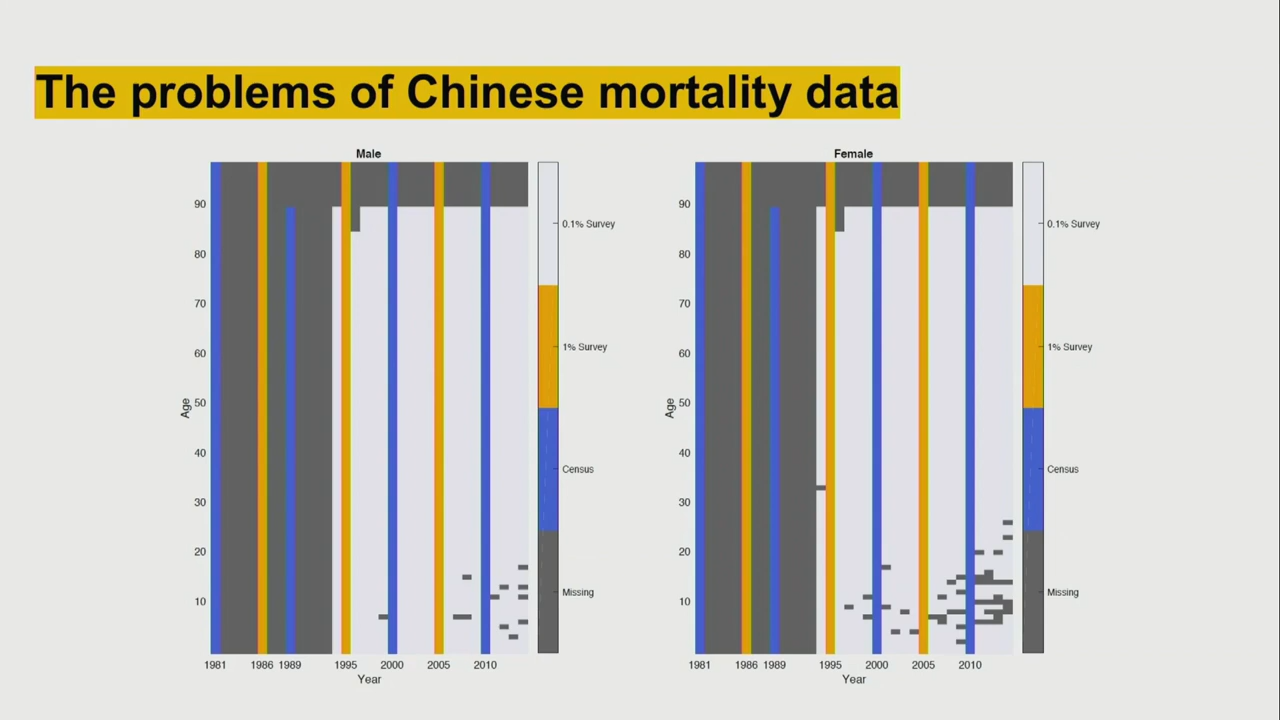 The problems of Chinese mortality data
Male
90
80
70
60
50
40
30
20
10
Age
1981 1986 1989 1995 2000 2005 2010
Year
0.1% Survey
1% Survey
Census
Missing
Female
90
80
70
60
50
40
30
20
10
Age
1981 1986 1989 1995 2000 2005 2010
Year
0.1% Survey
1% Survey
Census
Missing